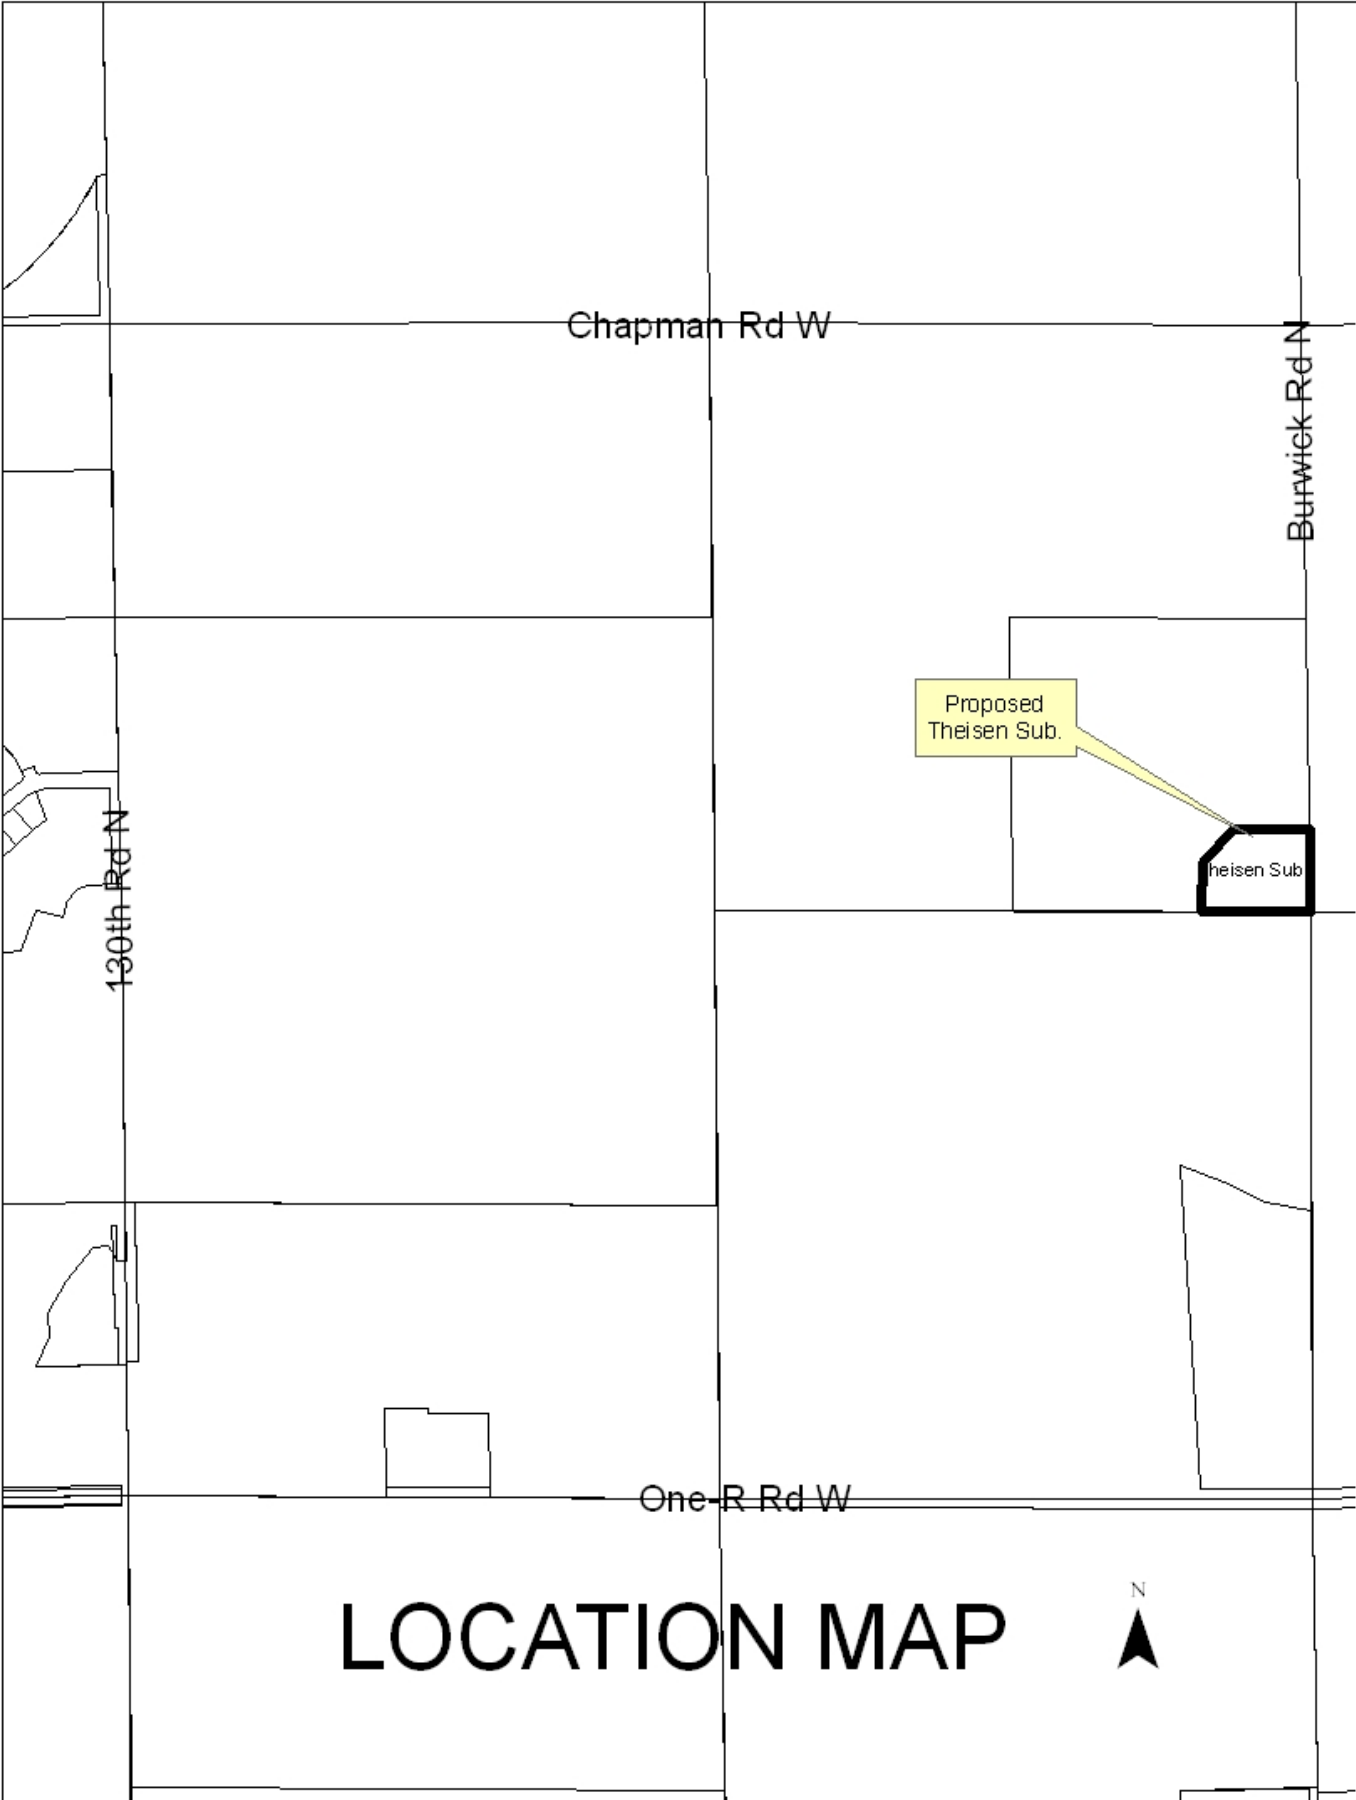 Chapman Rd W
Burwick Rd N
Proposed
Theisen Sub.
heisen Sub
130th Rd N
One R Rd W
LOCATION MAP
N